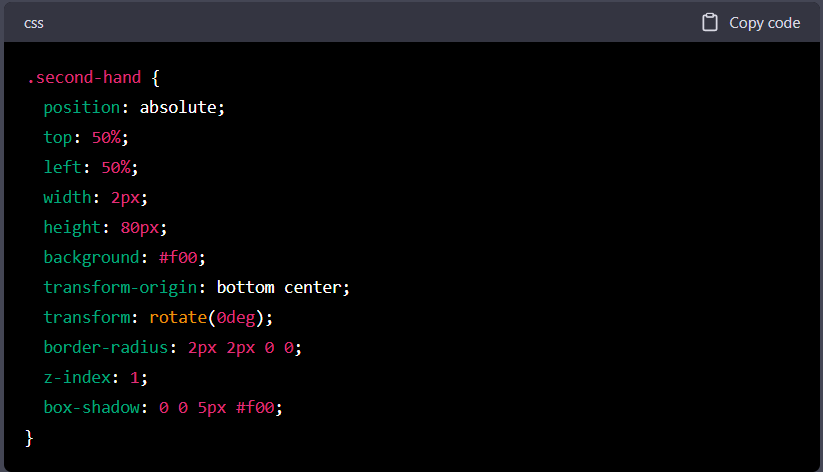 css
Copy code
.second-hand {
  position: absolute;
  top: 50%;
  left: 50%;
  width: 2px;
  height: 80px;
  background: #f00;
  transform-origin: bottom center;
  transform: rotate(0deg);
  border-radius: 2px 2px 0 0;
  z-index: 1;
  box-shadow: 0 0 5px #f00;
}